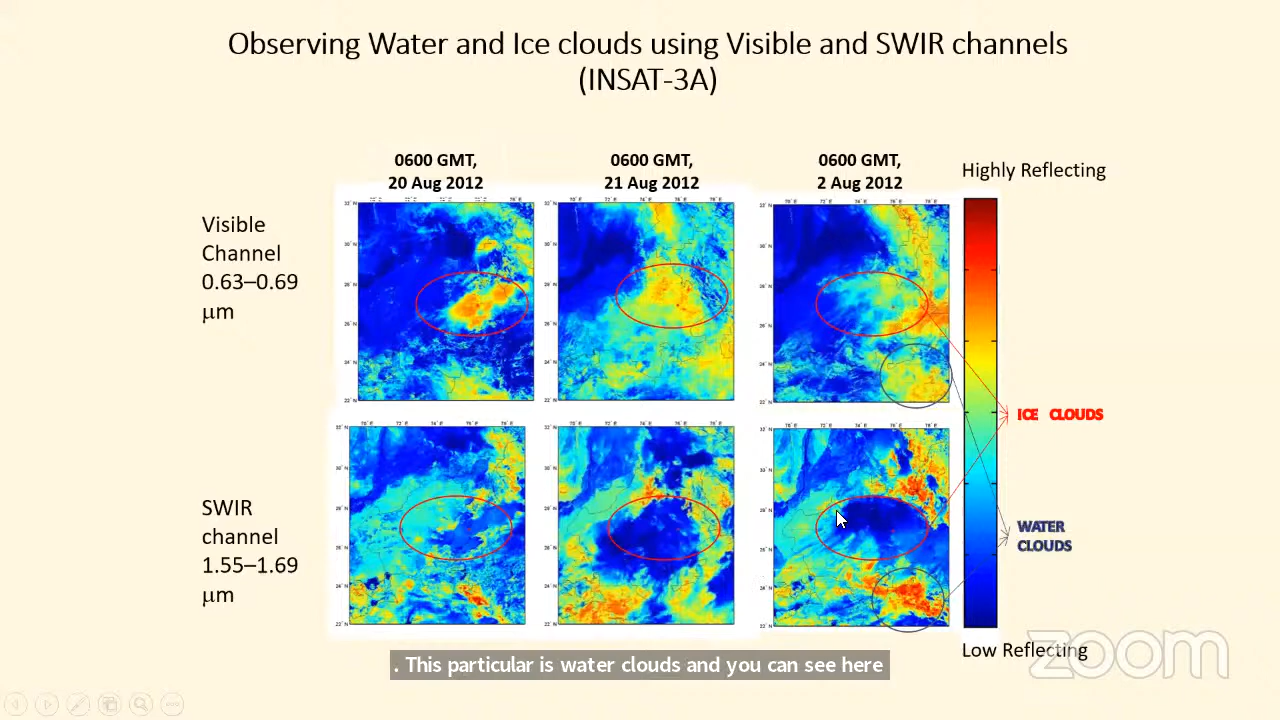 Observing Water and Ice clouds using Visible and SWIR channels
(INSAT-3A)
0600 GMT,
20 Aug 2012
0600 GMT,
21 Aug 2012
0600 GMT,
2 Aug 2012
Highly Reflecting
Visible
Channel
0.63–0.69
μm
ICE CLOUDS
SWIR
channel
1.55–1.69
μm
WATER
CLOUDS
Low Reflecting
zoom
. This particular is water clouds and you can see here